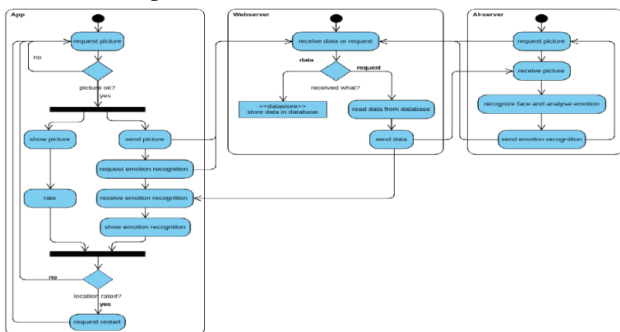 App
request picture
no
picture ok?
yes
show picture
send picture
request emotion recognition
rate
receive emotion recognition
show emotion recognition
no
location rated?
yes
request restart
Webserver
receive data or request
data
request
received what?
<<datastore>>
store data in database
read data from database
send data
AI-server
request picture
receive picture
recognize face and analyse emotion
send emotion recognition